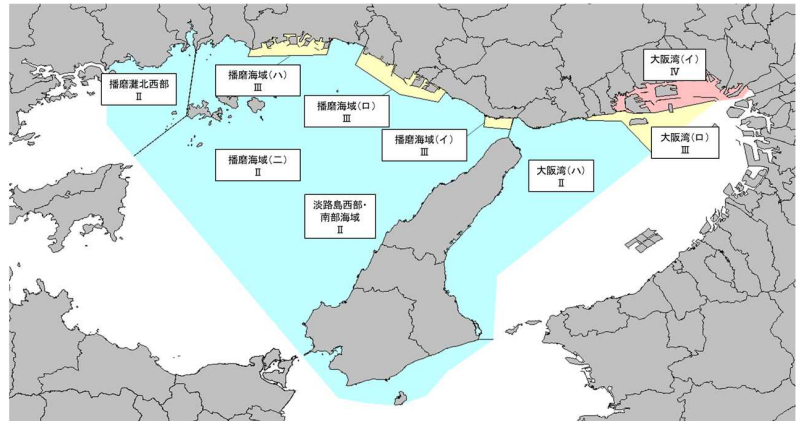 大阪湾(イ)
Ⅳ
播磨灘北西部
Ⅱ
播磨海域(ハ)
Ⅲ
播磨海域(ロ)
Ⅲ
播磨海域(イ)
Ⅲ
大阪湾(ロ)
Ⅲ
播磨海域(二)
Ⅱ
大阪湾(ハ)
Ⅱ
淡路島西部・
南部海域
Ⅱ